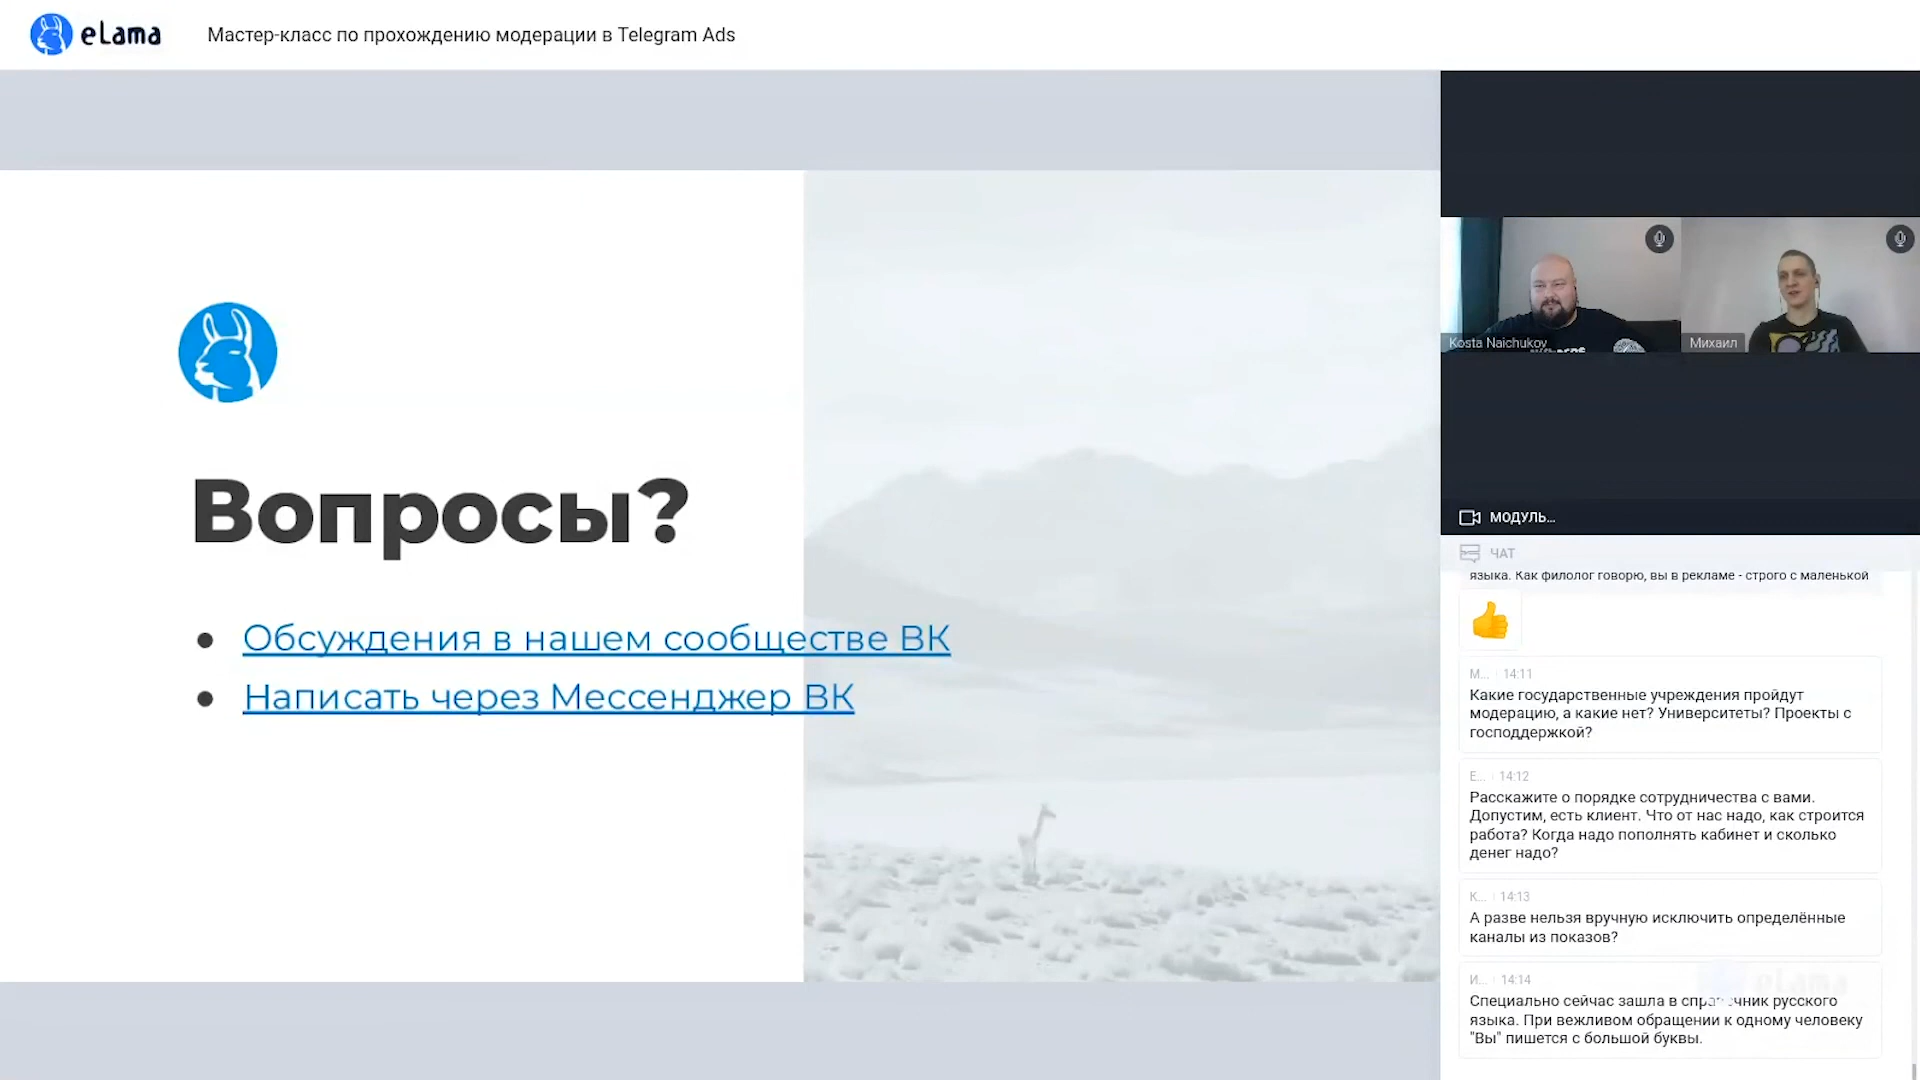 eLama
Мастер-класс по прохождению модерации в Telegram Ads
Вопросы?
Обсуждения в нашем сообществе ВК
Написать через Мессенджер ВК
Kosta Naichukov
Михаил
МОДУЛЬ...
ЧАТ
языка. Как филолог говорю, вы в рекламе - строго с маленькой
М... 14:11
Какие государственные учреждения пройдут
модерацию, а какие нет? Университеты? Проекты с
господдержкой?
Е... 14:12
Расскажите о порядке сотрудничества с вами.
Допустим, есть клиент. Что от нас надо, как строится
работа? Когда надо пополнять кабинет и сколько
денег надо?
К... 14:13
А разве нельзя вручную исключить определённые
каналы из показов?
И... 14:14
Специально сейчас зашла в справочник русского
языка. При вежливом обращении к одному человеку
"Вы" пишется с большой буквы.